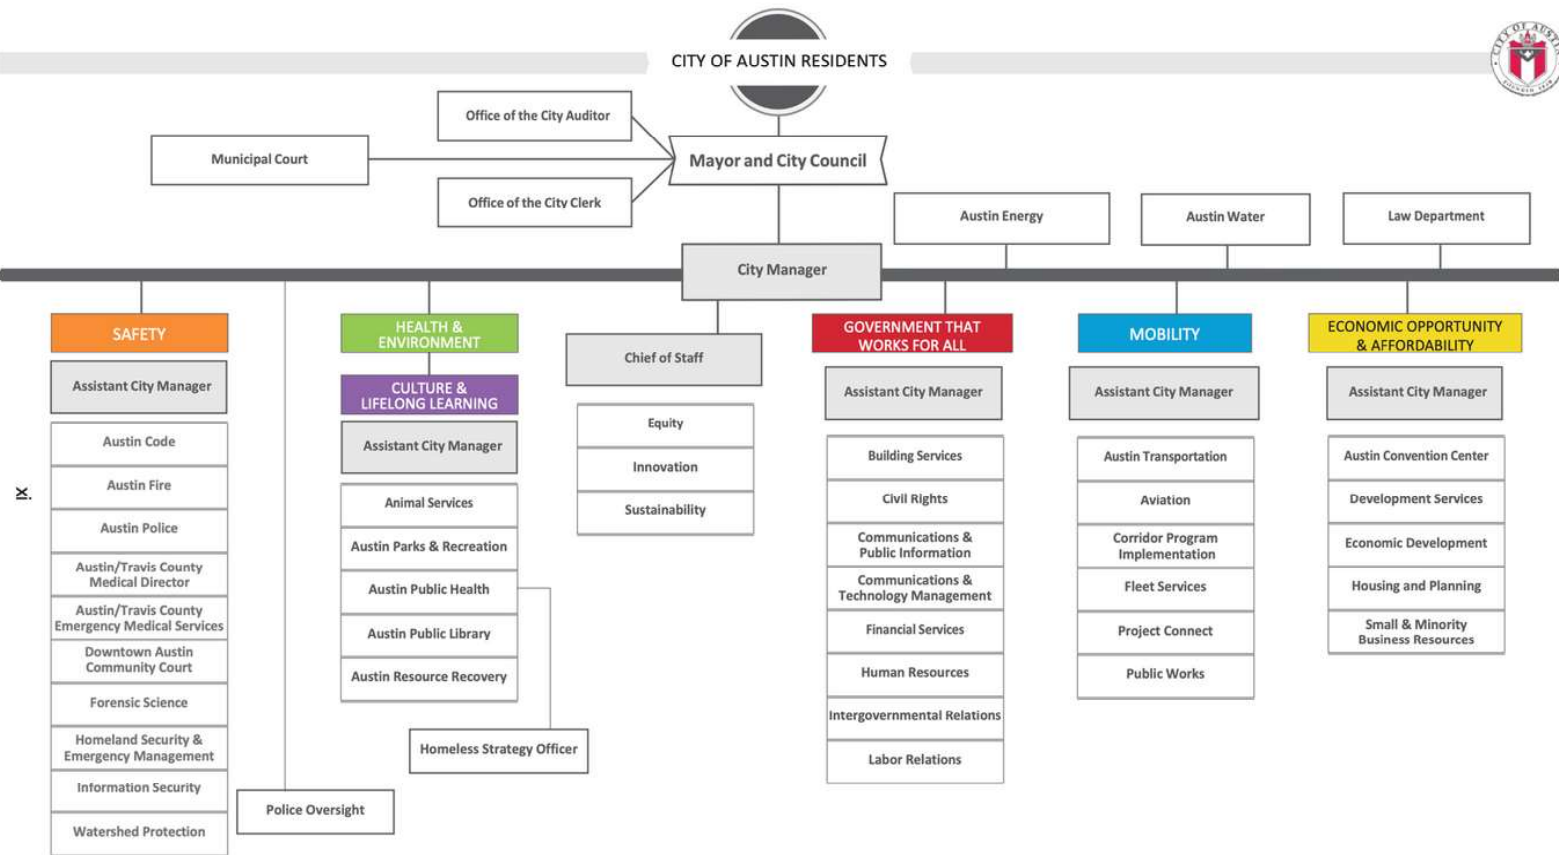 CITY OF AUSTIN RESIDENTS
CITY OF AUSTIN
FOUNDED 1839
Office of the City Auditor
Municipal Court
Mayor and City Council
Office of the City Clerk
Austin Energy
Austin Water
Law Department
City Manager
SAFETY
Assistant City Manager
Austin Code
Austin Fire
Austin Police
Austin/Travis County
Medical Director
Austin/Travis County
Emergency Medical Services
Downtown Austin
Community Court
Forensic Science
Homeland Security &
Emergency Management
Information Security
Watershed Protection
Police Oversight
HEALTH &
ENVIRONMENT
CULTURE &
LIFELONG LEARNING
Assistant City Manager
Animal Services
Austin Parks & Recreation
Austin Public Health
Austin Public Library
Austin Resource Recovery
Homeless Strategy Officer
Chief of Staff
Equity
Innovation
Sustainability
GOVERNMENT THAT
WORKS FOR ALL
Assistant City Manager
Building Services
Civil Rights
Communications &
Public Information
Communications &
Technology Management
Financial Services
Human Resources
Intergovernmental Relations
Labor Relations
MOBILITY
Assistant City Manager
Austin Transportation
Aviation
Corridor Program
Implementation
Fleet Services
Project Connect
Public Works
ECONOMIC OPPORTUNITY
& AFFORDABILITY
Assistant City Manager
Austin Convention Center
Development Services
Economic Development
Housing and Planning
Small & Minority
Business Resources
xi